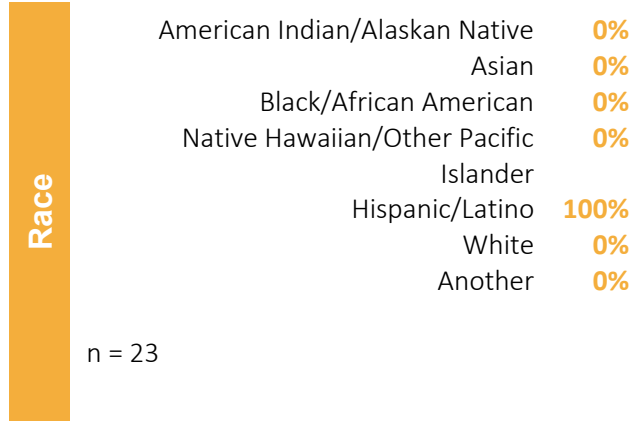 Race
American Indian/Alaskan Native 0%
Asian 0%
Black/African American 0%
Native Hawaiian/Other Pacific 0%
Islander
Hispanic/Latino 100%
White 0%
Another 0%
n = 23